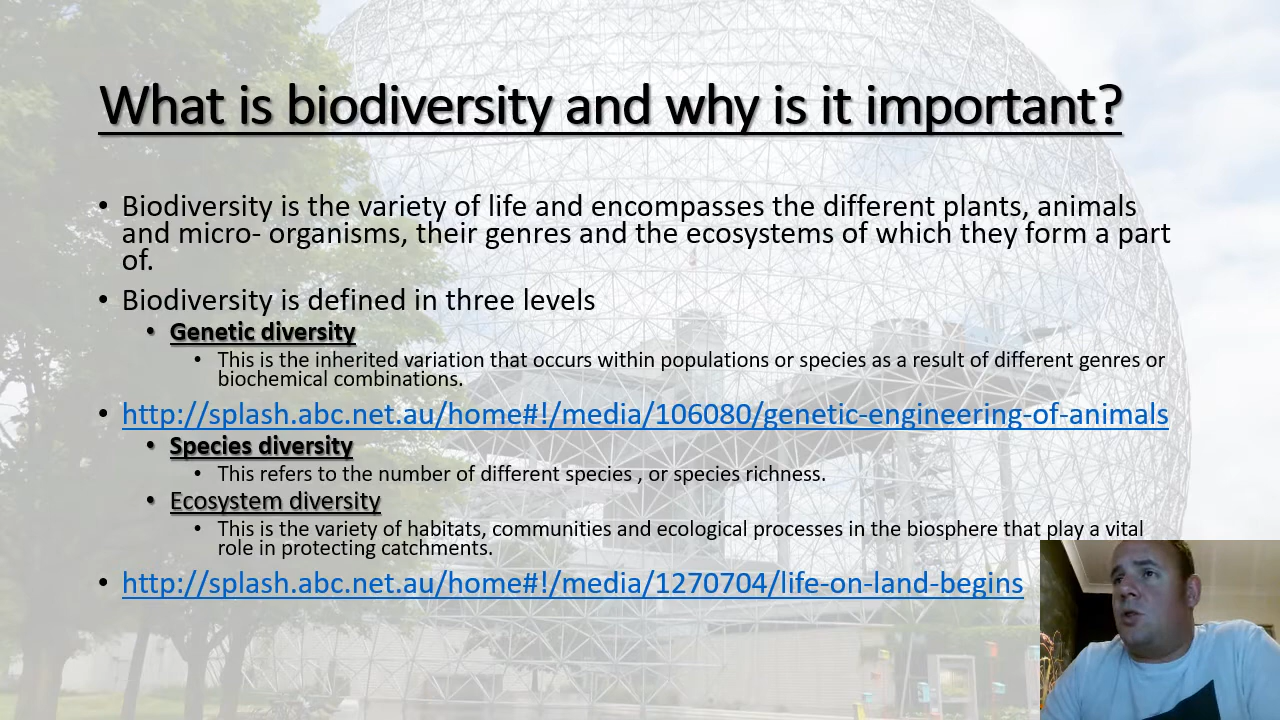 What is biodiversity and why is it important?
• Biodiversity is the variety of life and encompasses the different plants, animals
and micro- organisms, their genres and the ecosystems of which they form a part
of.
• Biodiversity is defined in three levels
• Genetic diversity
• This is the inherited variation that occurs within populations or species as a result of different genres or
biochemical combinations.
• http://splash.abc.net.au/home#!/media/106080/genetic-engineering-of-animals
• Species diversity
• This refers to the number of different species , or species richness.
• Ecosystem diversity
• This is the variety of habitats, communities and ecological processes in the biosphere that play a vital
role in protecting catchments.
• http://splash.abc.net.au/home#!/media/1270704/life-on-land-begins